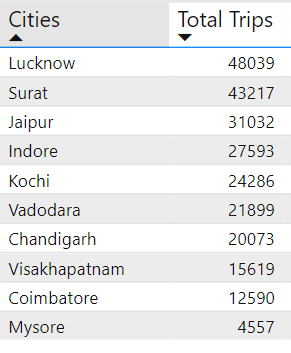 Cities Total Trips
Lucknow 48039
Surat 43217
Jaipur 31032
Indore 27593
Kochi 24286
Vadodara 21899
Chandigarh 20073
Visakhapatnam 15619
Coimbatore 12590
Mysore 4557